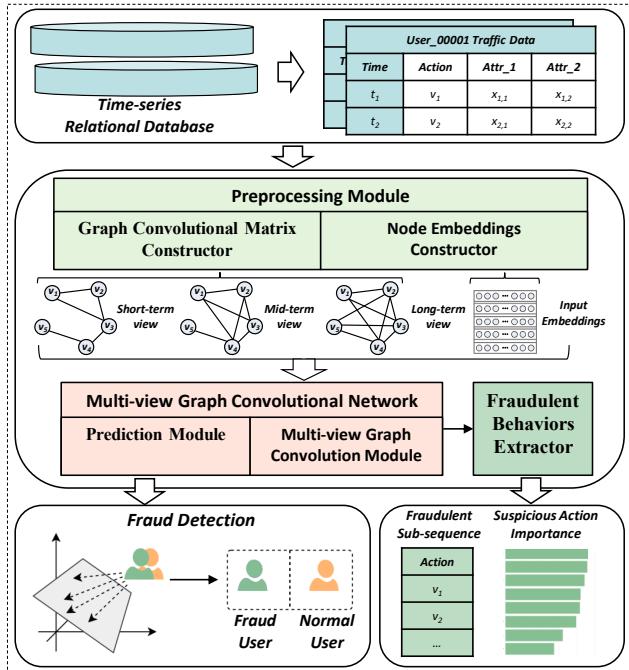 User_00001 Traffic Data
T
Time Action Attr_1 Attr_2
t1 v1 x1,1 x1,2
t2 v2 x2,1 x2,2
Time-series
Relational Database
Preprocessing Module
Graph Convolutional Matrix
Constructor
Node Embeddings
Constructor
v1 v2 v3 v4 v5
Short-term
view
v1 v2 v3 v4 v5
Mid-term
view
v1 v2 v3 v4 v5
Long-term
view
Input
Embeddings
Multi-view Graph Convolutional Network
Prediction Module
Multi-view Graph
Convolution Module
Fraudulent
Behaviors
Extractor
Fraud Detection
Fraud
User
Normal
User
Fraudulent
Sub-sequence
Suspicious Action
Importance
Action
v1
v2
...